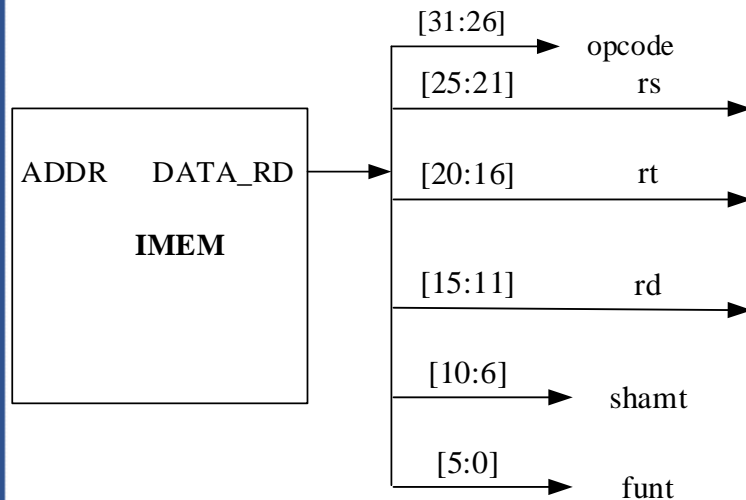 [31:26]
opcode
[25:21] rs
ADDR DATA_RD
[20:16] rt
IMEM
[15:11] rd
[10:6]
shamt
[5:0]
funt